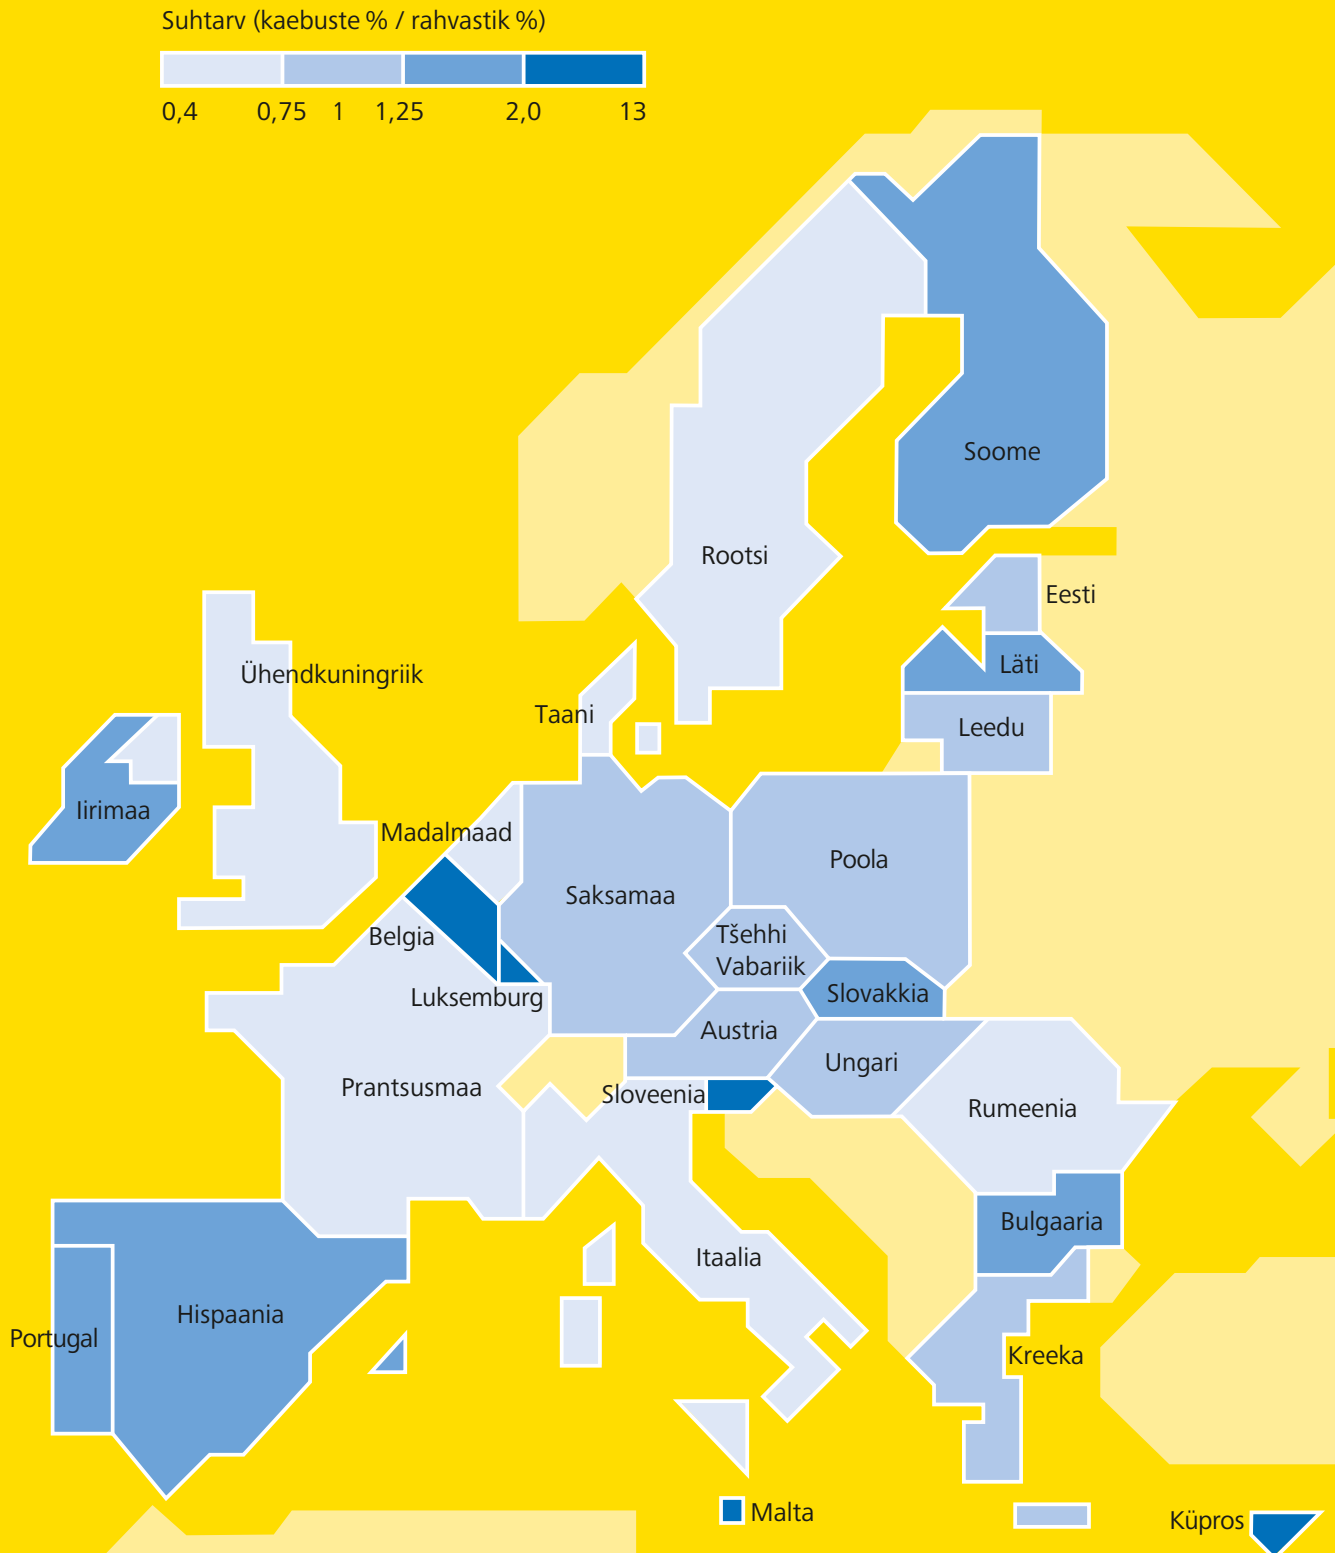 Suhtarv (kaebuste % / rahvastik %)
0,4 0,75 1 1,25 2,0 13
Soome
Rootsi
Eesti
Läti
Ühendkuningriik
Taani
Leedu
Iirimaa
Madalmaad
Poola
Saksamaa
Belgia
Tšehhi
Vabariik
Luksemburg
Slovakkia
Austria
Ungari
Prantsusmaa
Sloveenia
Rumeenia
Bulgaaria
Itaalia
Hispaania
Portugal
Kreeka
Malta
Küpros